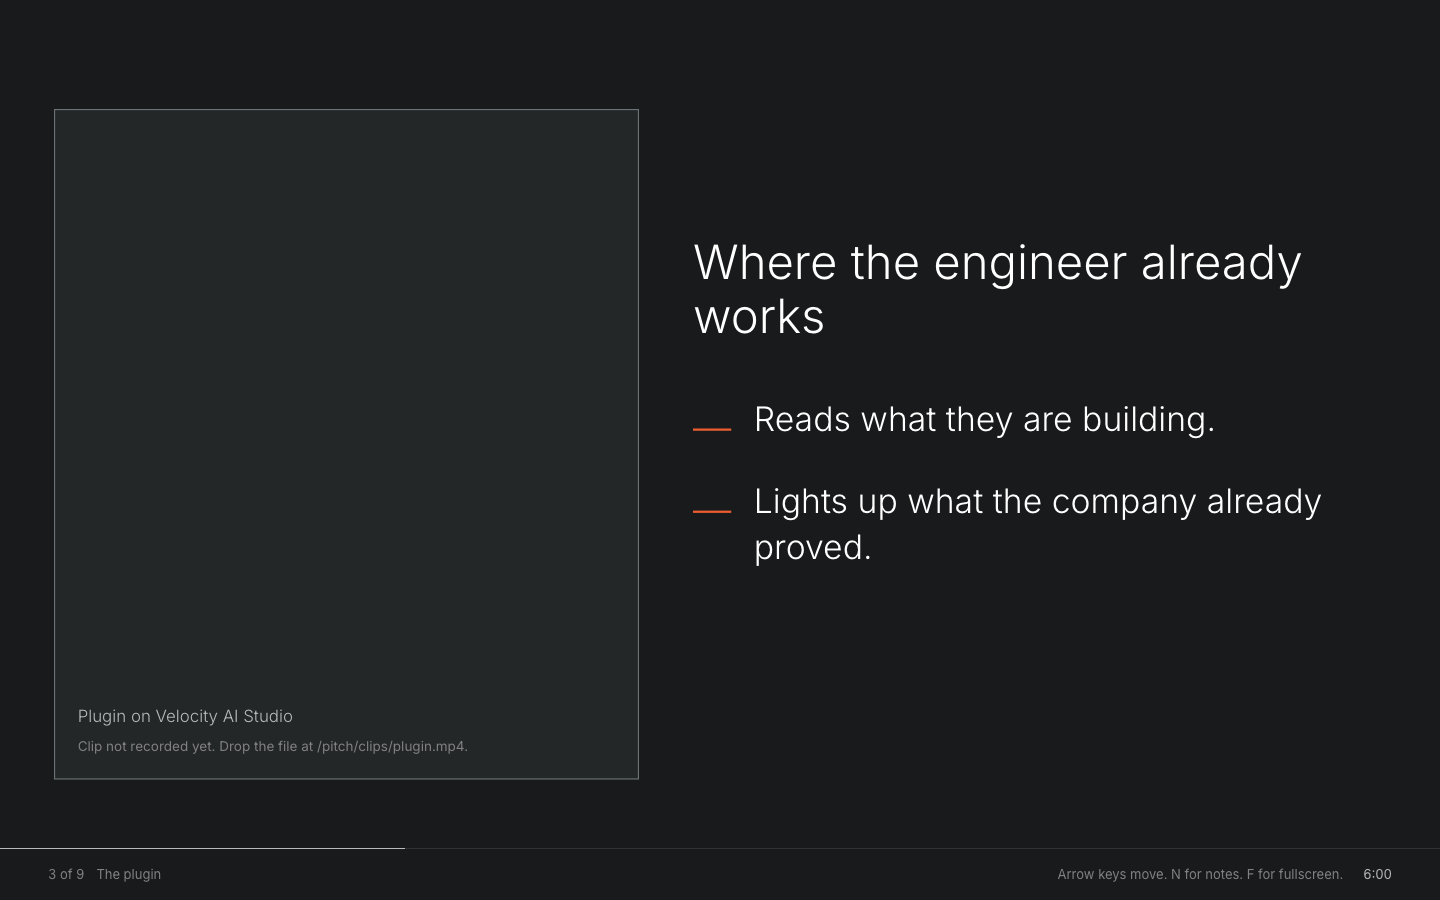 Where the engineer already
works
Reads what they are building.
Lights up what the company already
proved.
Plugin on Velocity AI Studio
Clip not recorded yet. Drop the file at /pitch/clips/plugin.mp4.
3 of 9 The plugin
Arrow keys move. N for notes. F for fullscreen. 6:00